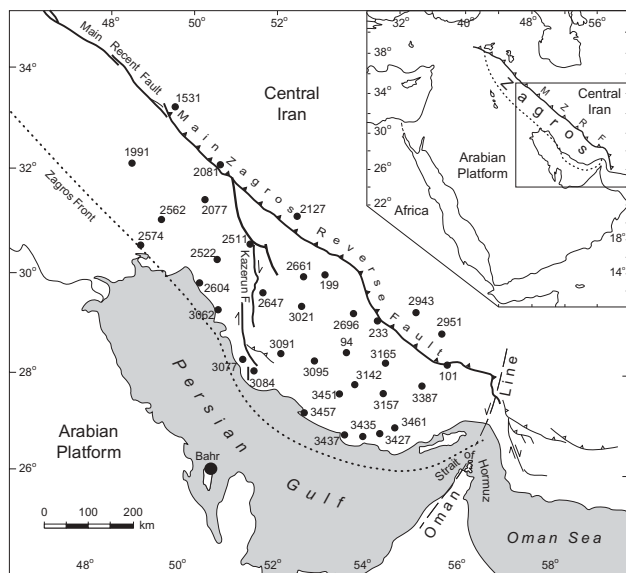 48°
50°
52°
32°
40°
48°
56°
34°
32°
30°
28°
26°
Main Recent Fault
1531
Central
Iran
Main Zagros Reverse Fault
1991
2081
Zagros Front
2562
2077
2127
2574
2511
2522
Kazerun F.
2661
199
2604
2647
3021
2943
3062
2696
233
2951
94
3091
3165
3077
3084
3095
3142
101
3451
3157
3387
3457
3435
3461
3437
3427
Line
Arabian
Platform
Persian
Gulf
Bahr
Strait of
Hormuz
Oman
Oman Sea
0 50 100 150 200
km
48°
50°
52°
54°
56°
58°
38°
34°
30°
26°
22°
MZRF
Zagros
Central
Iran
Arabian
Platform
Africa
18°
14°